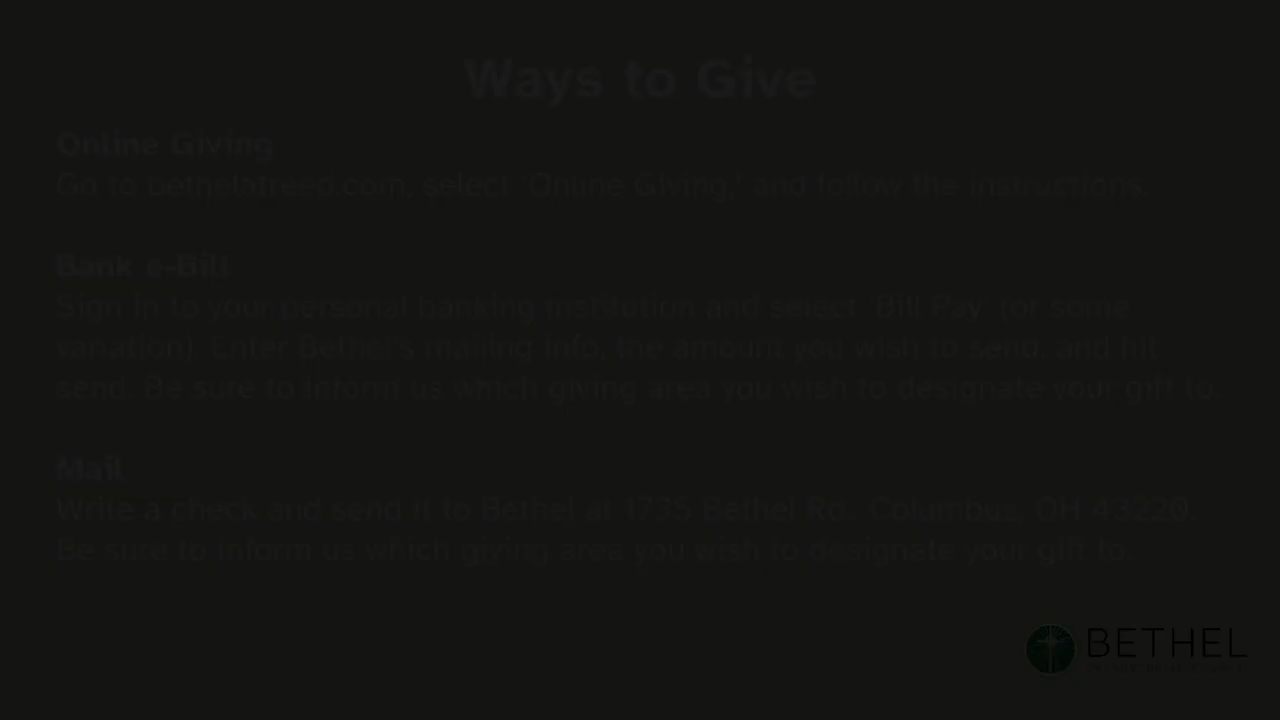 Ways to Give
Online Giving
Go to bethelatreed.com, select 'Online Giving,' and follow the instructions.
Bank e-Bill
Sign in to your personal banking institution and select 'Bill Pay' (or some
variation). Enter Bethel's mailing info, the amount you wish to send, and hit
send. Be sure to inform us which giving area you wish to designate your gift to.
Mail
Write a check and send it to Bethel at 1735 Bethel Rd. Columbus, OH 43220.
Be sure to inform us which giving area you wish to designate your gift to.
BETHEL